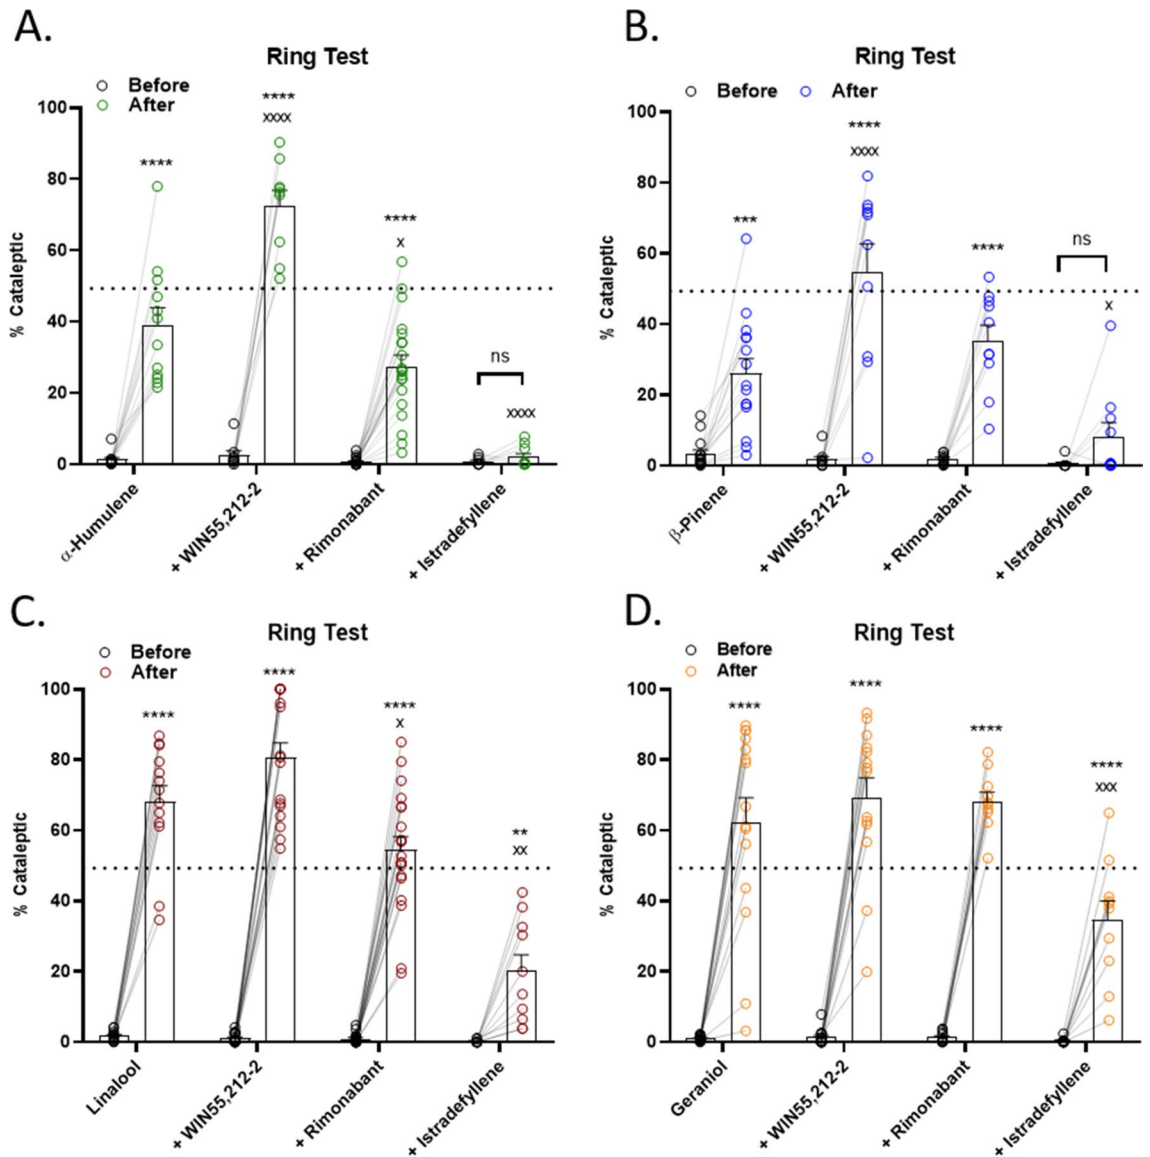 A.
Ring Test
Before
After
% Cataleptic
100
80
60
40
20
0
****
****
xxxx
****
x
ns
xxxx
α-Humulene
+ WIN55,212-2
+ Rimonabant
+ Istradefyllene
B.
Ring Test
Before
After
% Cataleptic
100
80
60
40
20
0
***
****
xxxx
****
ns
x
β-Pinene
+ WIN55,212-2
+ Rimonabant
+ Istradefyllene
C.
Ring Test
Before
After
% Cataleptic
100
80
60
40
20
0
****
****
****
x
**
xx
Linalool
+ WIN55,212-2
+ Rimonabant
+ Istradefyllene
D.
Ring Test
Before
After
% Cataleptic
100
80
60
40
20
0
****
****
****
****
xxx
Geraniol
+ WIN55,212-2
+ Rimonabant
+ Istradefyllene